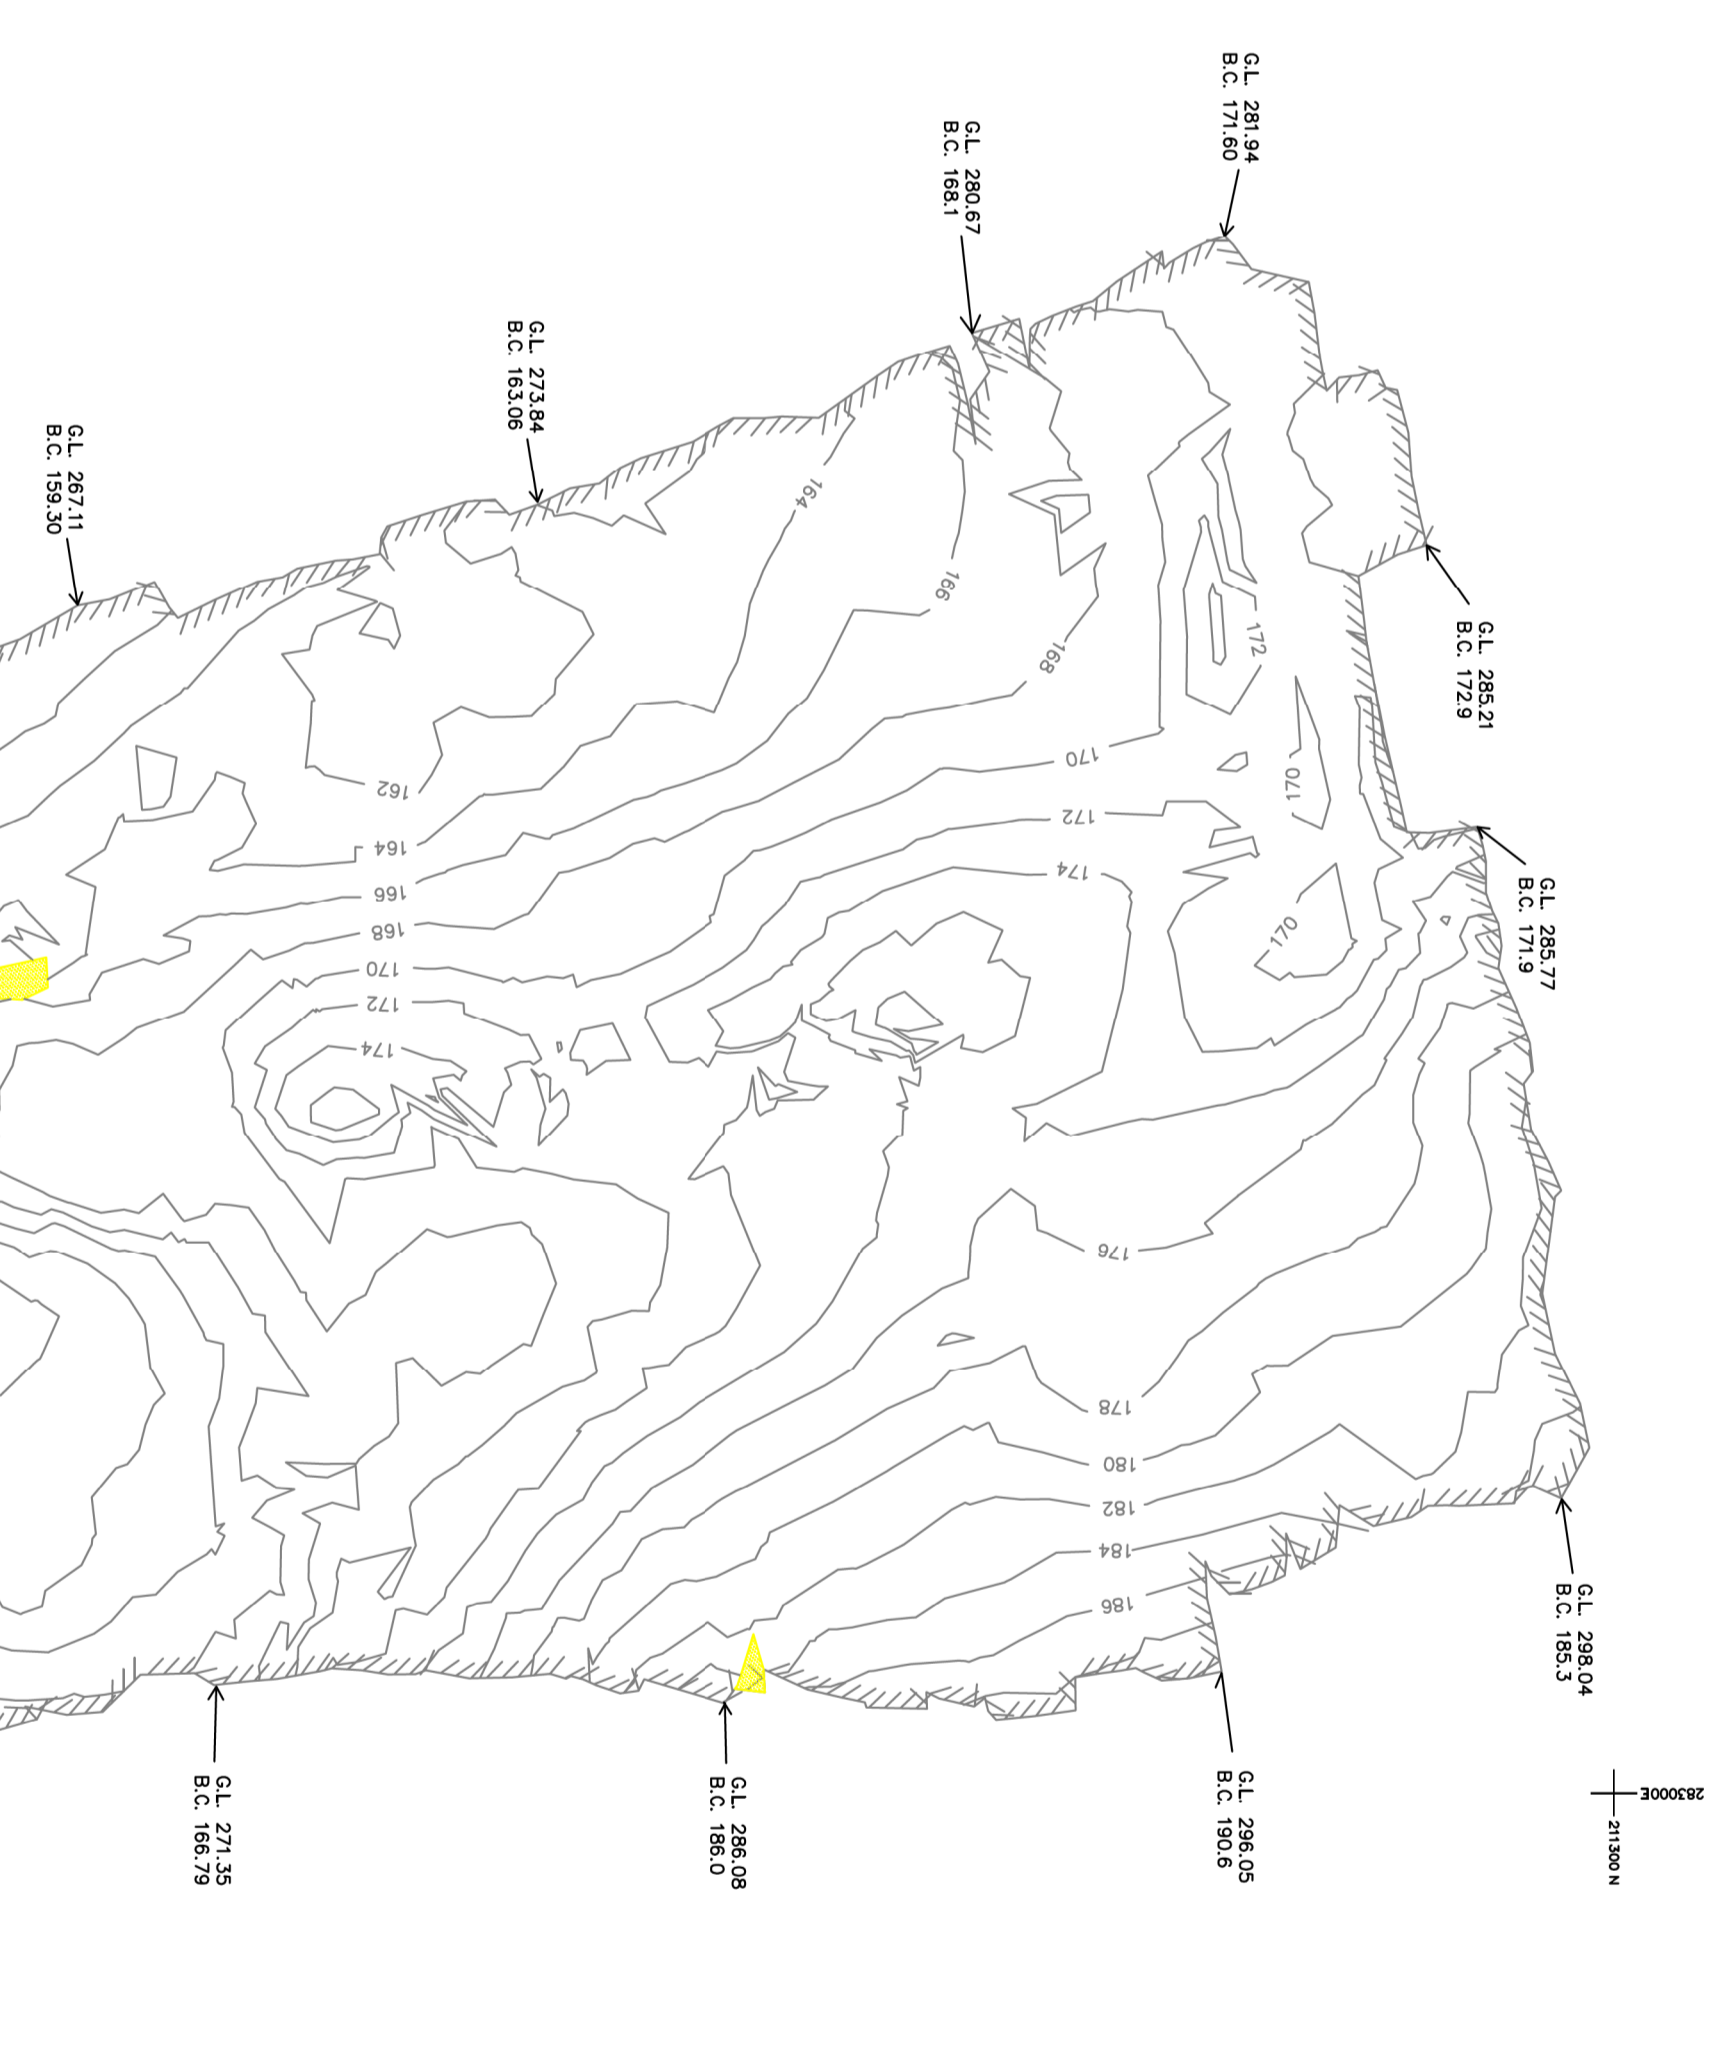 G.L. 281.94
B.C. 171.60
G.L. 280.67
B.C. 168.1
G.L. 273.84
B.C. 163.06
G.L. 267.11
B.C. 159.30
G.L. 285.21
B.C. 172.9
G.L. 285.77
B.C. 171.9
G.L. 298.04
B.C. 185.3
G.L. 296.05
B.C. 190.6
G.L. 286.08
B.C. 186.0
G.L. 271.35
B.C. 166.79
283000E
211300 N
164
166
168
172
170
170
172
174
170
162
164
166
168
170
172
174
176
178
180
182
184
186